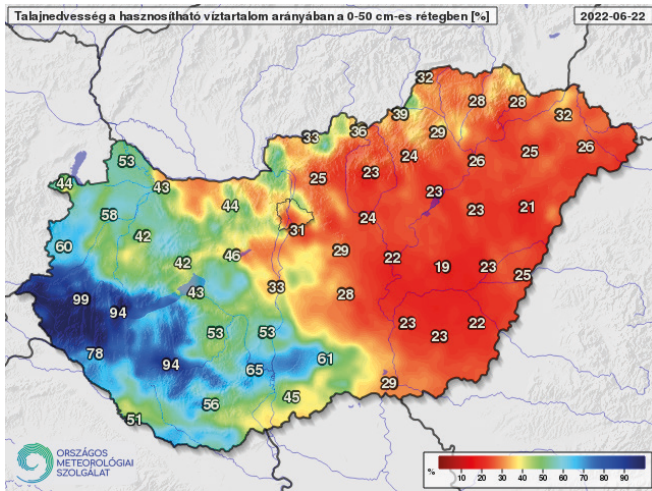 Talajnedvesség a hasznosítható víztartalom arányában a 0-50 cm-es rétegben [%]
2022-06-22
32
28 28
39 32
33 36 29
53 24 26 25 26
44 43 25 23
44 23 23 21
58 24
31
60 42 29
46 22 19 23 25
42
43 33 28
99 94
53 53 23 23 22
78 94 65 61
29
56 45
51
ORSZÁGOS
METEOROLÓGIAI
SZOLGÁLAT
% 10 20 30 40 50 60 70 80 90